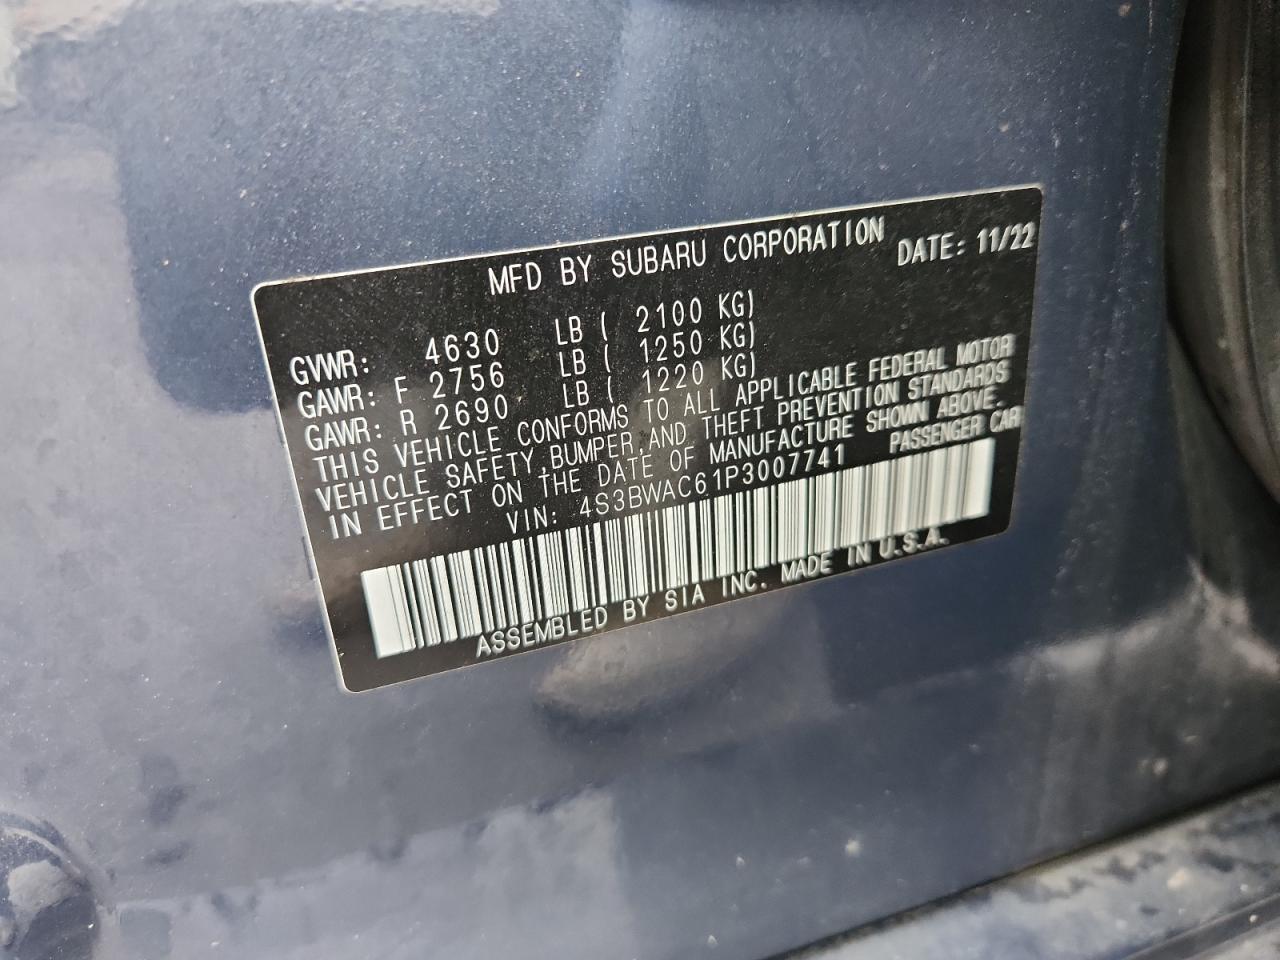 MFD BY SUBARU CORPORATION DATE: 11/22
GVWR: 4630 LB ( 2100 KG)
GAWR: F 2756 LB ( 1250 KG)
GAWR: R 2690 LB ( 1220 KG)
THIS VEHICLE CONFORMS TO ALL APPLICABLE FEDERAL MOTOR
VEHICLE SAFETY,BUMPER,AND THEFT PREVENTION STANDARDS
IN EFFECT ON THE DATE OF MANUFACTURE SHOWN ABOVE.
VIN: 4S3BWAC61P3007741 PASSENGER CAR
ASSEMBLED BY SIA INC. MADE IN U.S.A.